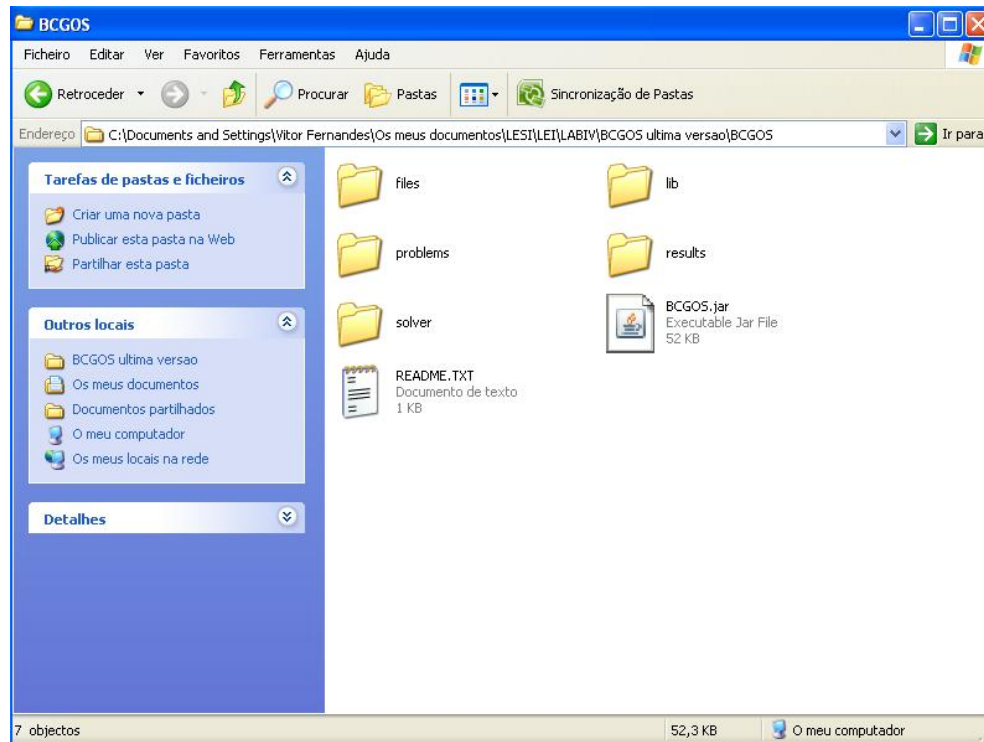 BCGOS
Ficheiro Editar Ver Favoritos Ferramentas Ajuda
Retroceder Procurar Pastas Sincronização de Pastas
Endereço C:\Documents and Settings\Vitor Fernandes\Os meus documentos\LESI\LEI\LABIV\BCGOS ultima versao\BCGOS Ir para
Tarefas de pastas e ficheiros
Criar uma nova pasta
Publicar esta pasta na Web
Partilhar esta pasta
Outros locais
BCGOS ultima versao
Os meus documentos
Documentos partilhados
O meu computador
Os meus locais na rede
Detalhes
files
lib
problems
results
solver
BCGOS.jar
Executable Jar File
52 KB
README.TXT
Documento de texto
1 KB
7 objectos 52,3 KB O meu computador